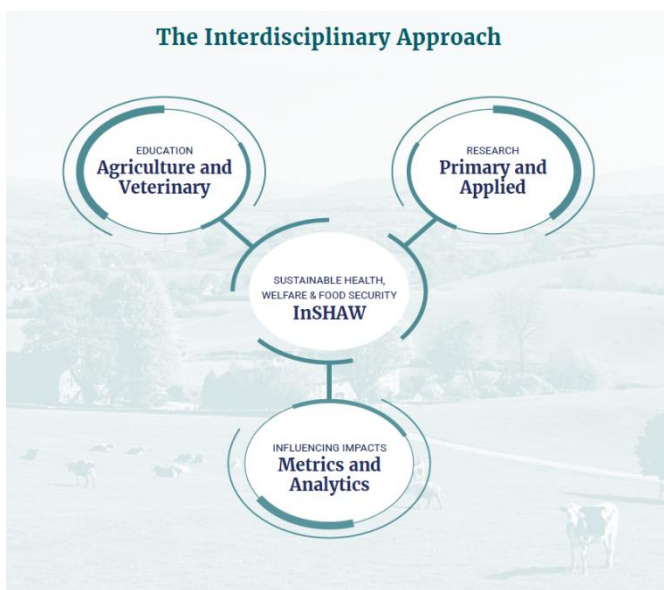 The Interdisciplinary Approach
EDUCATION
Agriculture and
Veterinary
RESEARCH
Primary and
Applied
SUSTAINABLE HEALTH,
WELFARE & FOOD SECURITY
InSHAW
INFLUENCING IMPACTS
Metrics and
Analytics